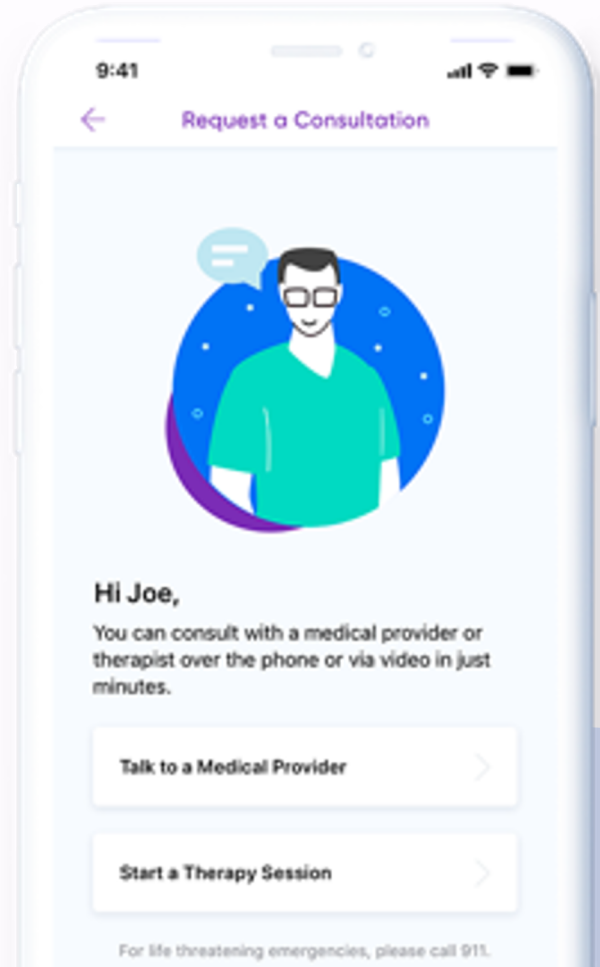 9:41
Request a Consultation
Hi Joe,
You can consult with a medical provider or
therapist over the phone or via video in just
minutes.
Talk to a Medical Provider
Start a Therapy Session
For life threatening emergencies, please call 911.